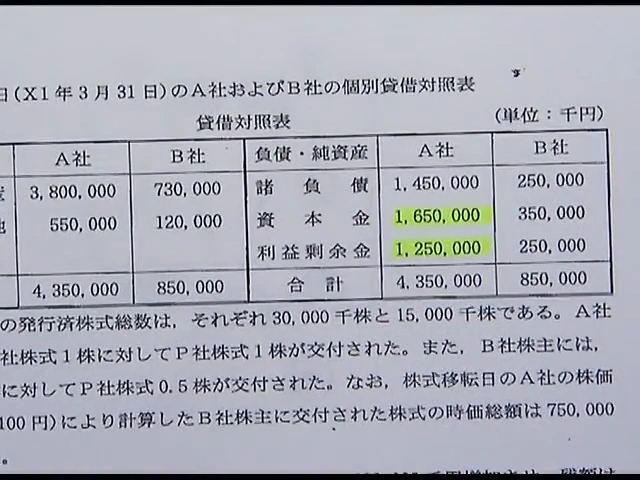 日(X1年3月31日)のA社およびB社の個別貸借対照表
貸借対照表 (単位：千円)
A社 B社 負債・純資産 A社 B社
3,800,000 730,000 諸負債 1,450,000 250,000
550,000 120,000 資本金 1,650,000 350,000
利益剰余金 1,250,000 250,000
4,350,000 850,000 合計 4,350,000 850,000
の発行済株式総数は，それぞれ30,000千株と15,000千株である。A社
社株式1株に対してP社株式1株が交付された。また，B社株主には，
に対してP社株式0.5株が交付された。なお，株式移転日のA社の株価
100円)により計算したB社株主に交付された株式の時価総額は750,000
。